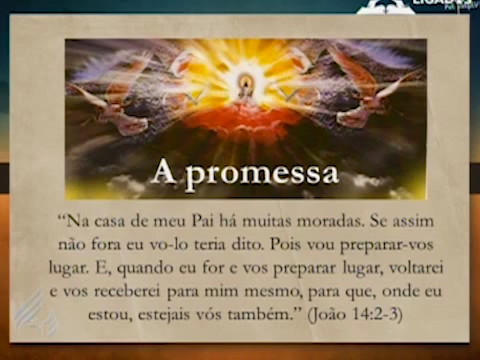 LIGADOS
A promessa
“Na casa de meu Pai há muitas moradas. Se assim
não fora eu vo-lo teria dito. Pois vou preparar-vos
lugar. E, quando eu for e vos preparar lugar, voltarei
e vos receberei para mim mesmo, para que, onde eu
estou, estejais vós também.” (João 14:2-3)